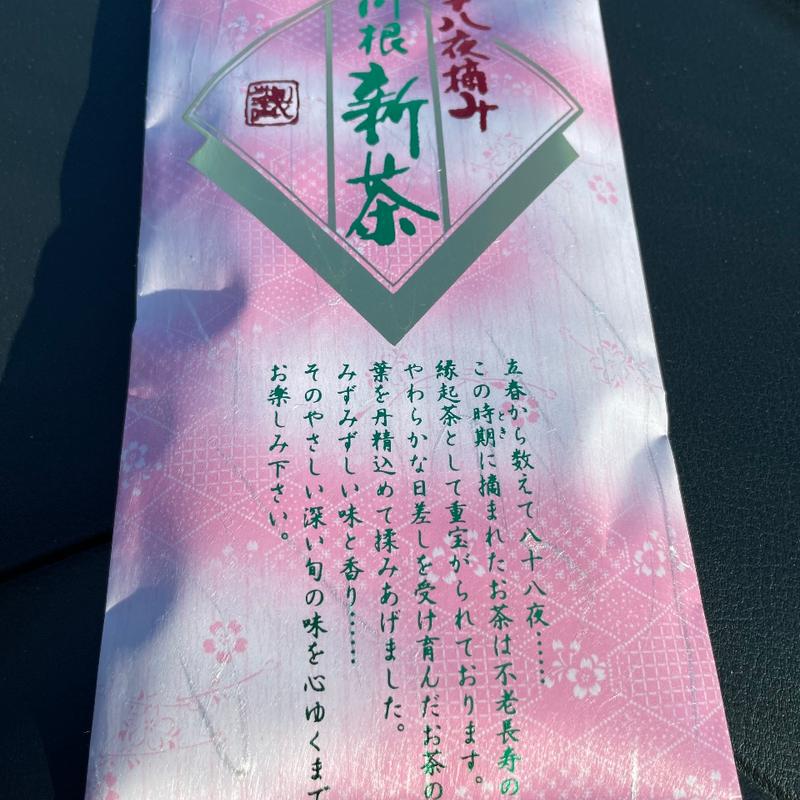 十八夜摘み
川根
新茶
立春から数えて八十八夜……
この時期に摘まれたお茶は不老長寿の
とき
縁起茶として重宝がられております。
やわらかな日差しを受け育んだお茶の
葉を丹精込めて揉みあげました。
みずみずしい味と香り……
そのやさしい深い旬の味を心ゆくまで
お楽しみ下さい。